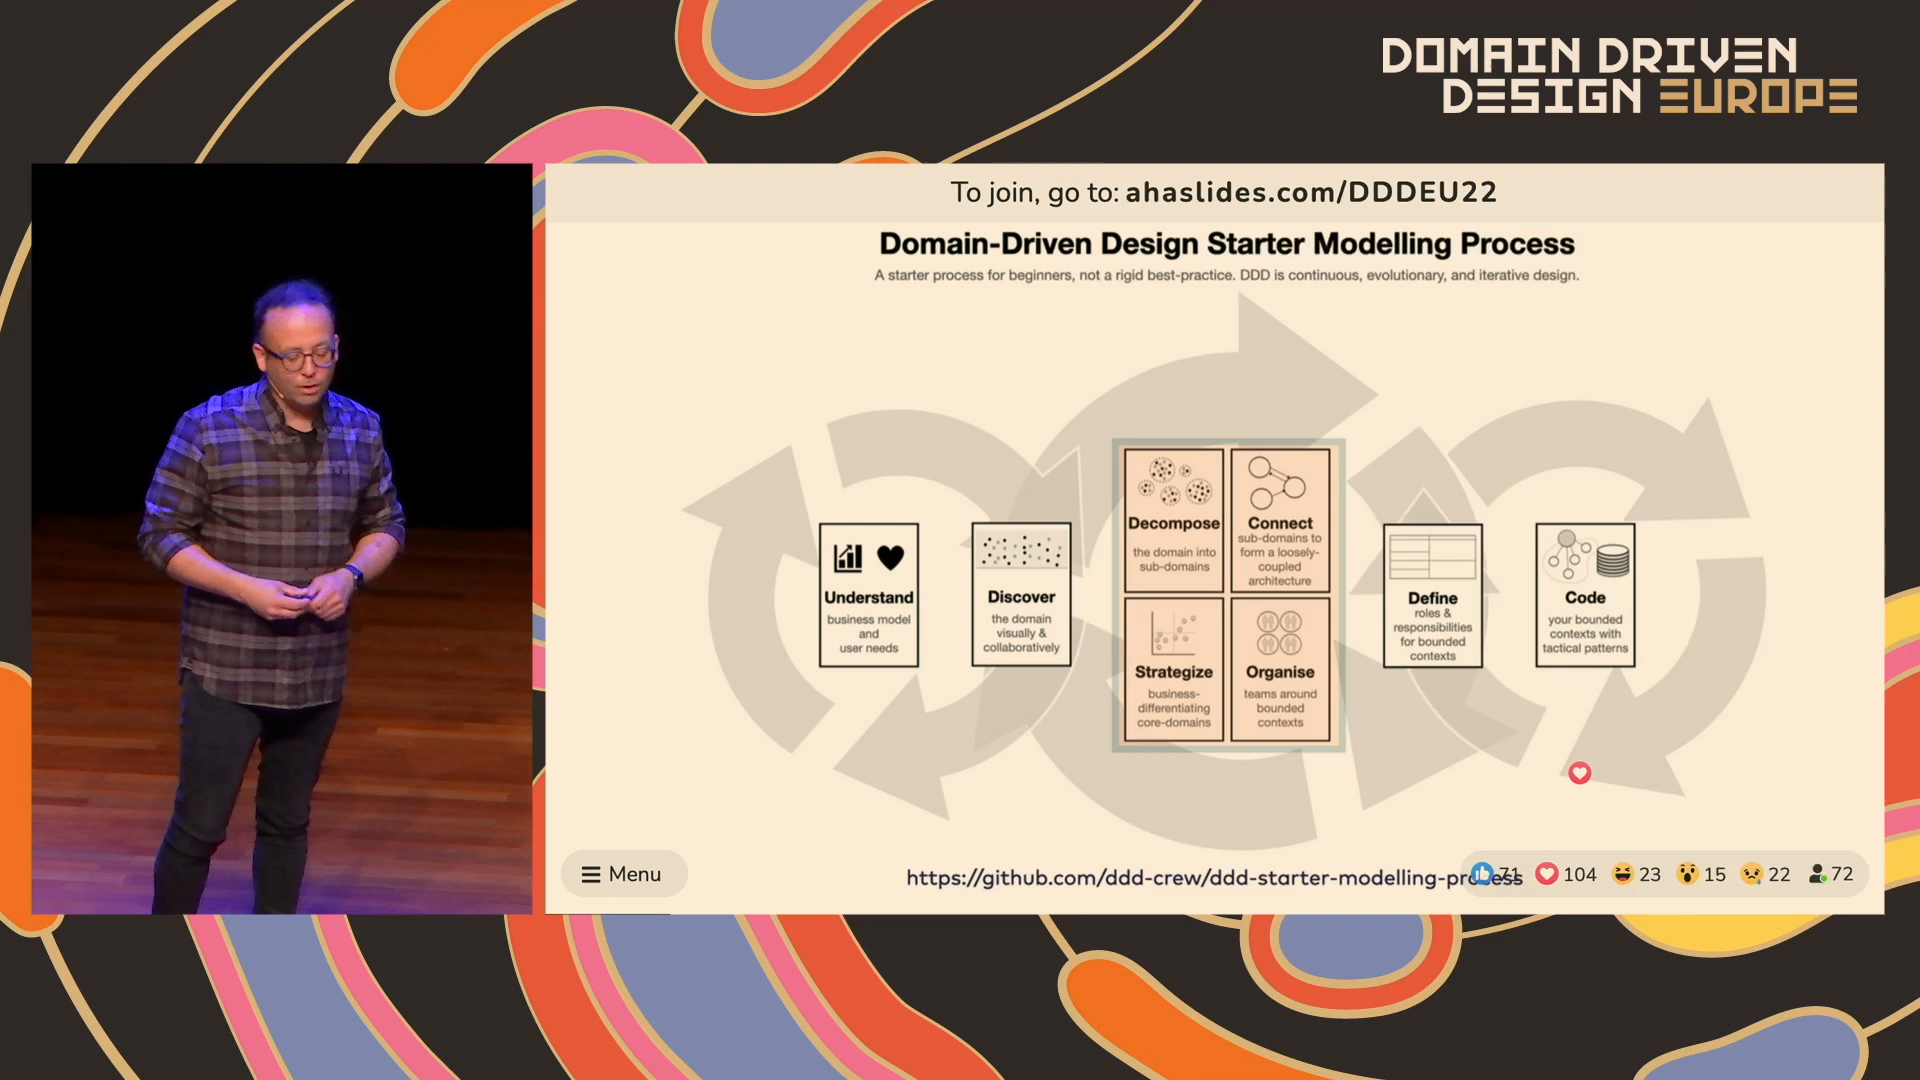 DOMAIN DRIVEN
DESIGN EUROPE
To join, go to: ahaslides.com/DDDEU22
Domain-Driven Design Starter Modelling Process
A starter process for beginners, not a rigid best-practice. DDD is continuous, evolutionary, and iterative design.
Understand
business model
and
user needs
Discover
the domain
visually &
collaboratively
Decompose
the domain into
sub-domains
Connect
sub-domains to
form a loosely-
coupled
architecture
Strategize
business-
differentiating
core-domains
Organise
teams around
bounded
contexts
Define
roles &
responsibilities
for bounded
contexts
Code
your bounded
contexts with
tactical patterns
Menu
https://github.com/ddd-crew/ddd-starter-modelling-process
71 104 23 15 22 72